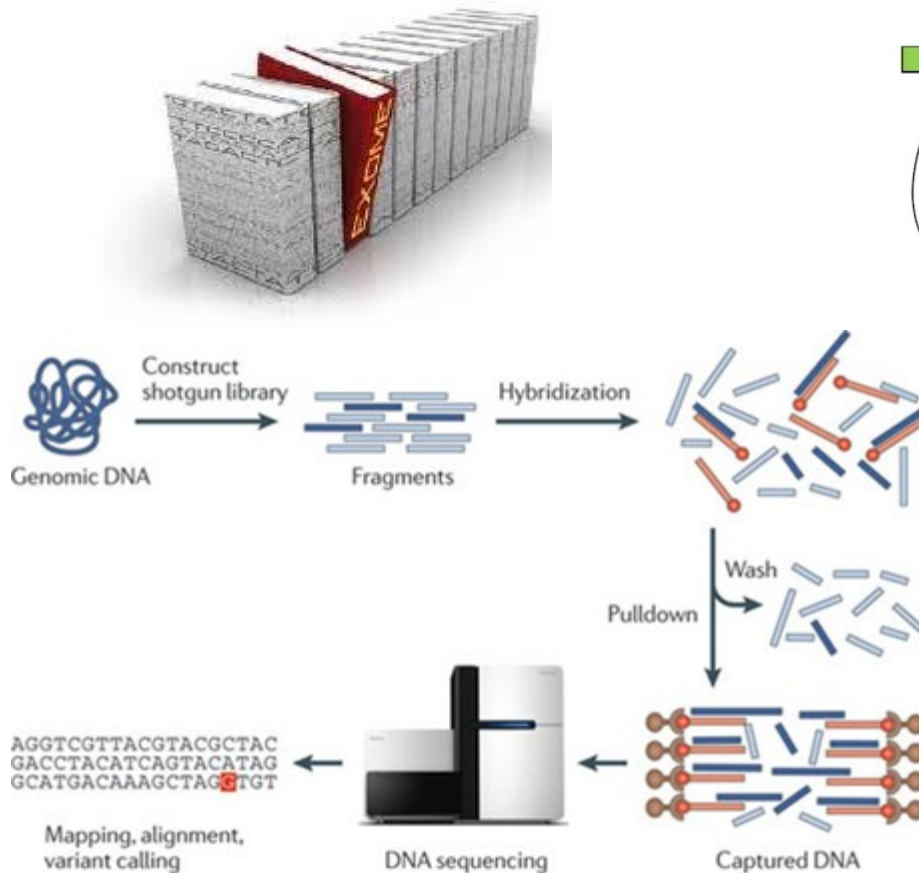 EXOME
Construct
shotgun library
Hybridization
Genomic DNA
Fragments
Wash
Pulldown
AGGTCGTTACGTACGCTAC
GACCTACATCAGTACATAG
GCATGACAAAGCTAGGTGT
Mapping, alignment,
variant calling
DNA sequencing
Captured DNA